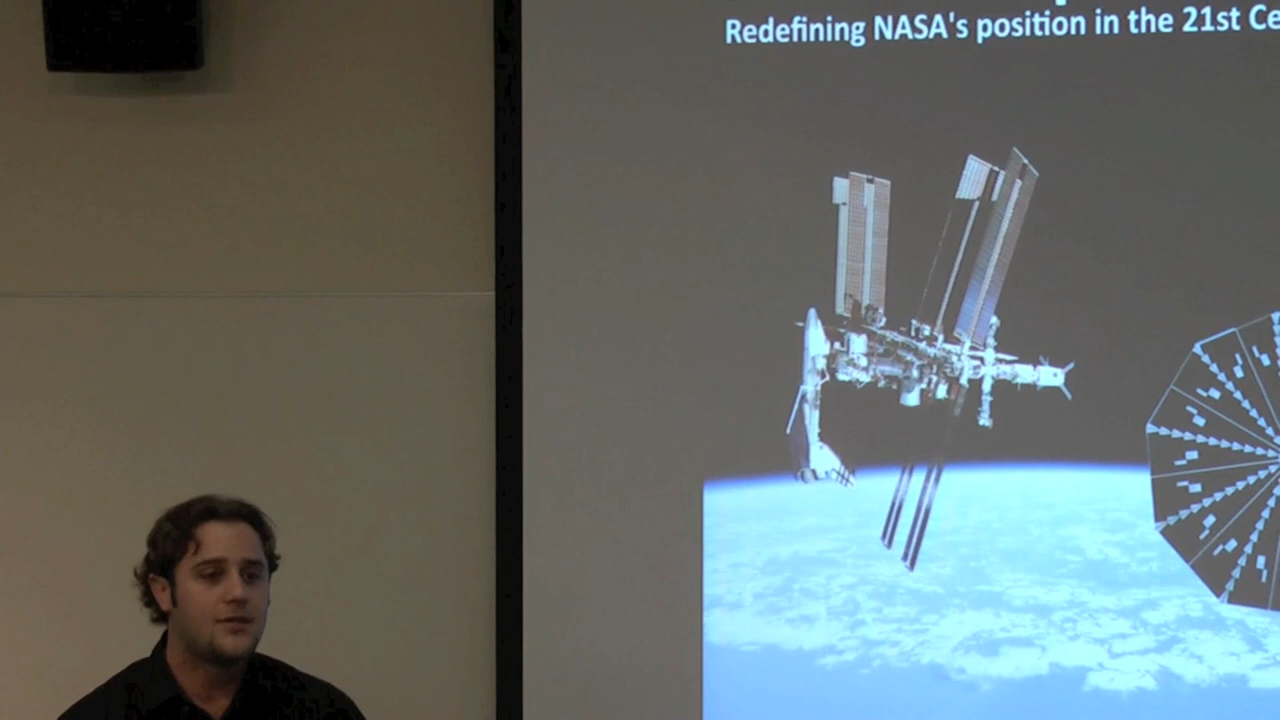 Redefining NASA's position in the 21st Ce